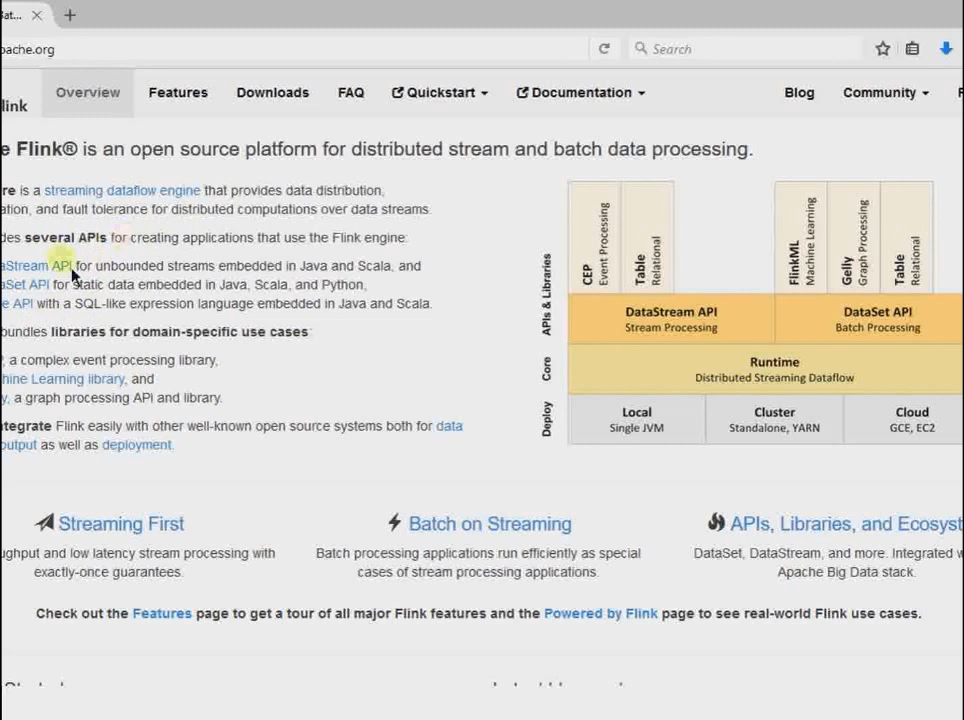 Bat...
pache.org
Search
link
Overview
Features
Downloads
FAQ
Quickstart
Documentation
Blog
Community
e Flink® is an open source platform for distributed stream and batch data processing.
re is a streaming dataflow engine that provides data distribution,
ation, and fault tolerance for distributed computations over data streams.
des several APIs for creating applications that use the Flink engine:
aStream API for unbounded streams embedded in Java and Scala, and
aSet API for static data embedded in Java, Scala, and Python,
e API with a SQL-like expression language embedded in Java and Scala.
bundles libraries for domain-specific use cases:
, a complex event processing library,
hine Learning library, and
y, a graph processing API and library.
ntegrate Flink easily with other well-known open source systems both for data
output as well as deployment.
APIs & Libraries
CEP
Event Processing
Table
Relational
FlinkML
Machine Learning
Gelly
Graph Processing
Table
Relational
DataStream API
Stream Processing
DataSet API
Batch Processing
Core
Runtime
Distributed Streaming Dataflow
Deploy
Local
Single JVM
Cluster
Standalone, YARN
Cloud
GCE, EC2
Streaming First
ughput and low latency stream processing with
exactly-once guarantees.
Batch on Streaming
Batch processing applications run efficiently as special
cases of stream processing applications.
APIs, Libraries, and Ecosyst
DataSet, DataStream, and more. Integrated w
Apache Big Data stack.
Check out the Features page to get a tour of all major Flink features and the Powered by Flink page to see real-world Flink use cases.